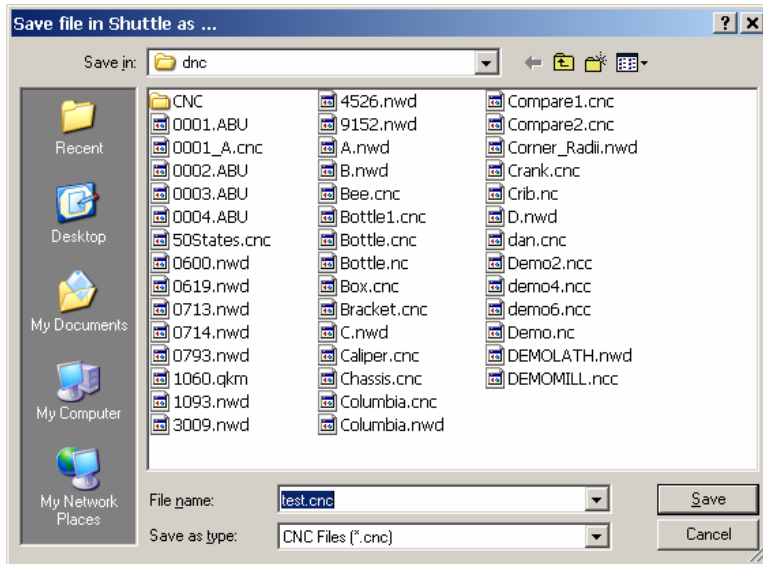 Save file in Shuttle as ...
Save in:
dnc
Recent
Desktop
My Documents
My Computer
My Network
Places
CNC
0001.ABU
0001_A.cnc
0002.ABU
0003.ABU
0004.ABU
50States.cnc
0600.nwd
0619.nwd
0713.nwd
0714.nwd
0793.nwd
1060.qkm
1093.nwd
3009.nwd
4526.nwd
9152.nwd
A.nwd
B.nwd
Bee.cnc
Bottle1.cnc
Bottle.cnc
Bottle.nc
Box.cnc
Bracket.cnc
C.nwd
Caliper.cnc
Chassis.cnc
Columbia.cnc
Columbia.nwd
Compare1.cnc
Compare2.cnc
Corner_Radii.nwd
Crank.cnc
Crib.nc
D.nwd
dan.cnc
Demo2.ncc
demo4.ncc
demo6.ncc
Demo.nc
DEMOLATH.nwd
DEMOMILL.ncc
File name:
test.cnc
Save
Save as type:
CNC Files (*.cnc)
Cancel